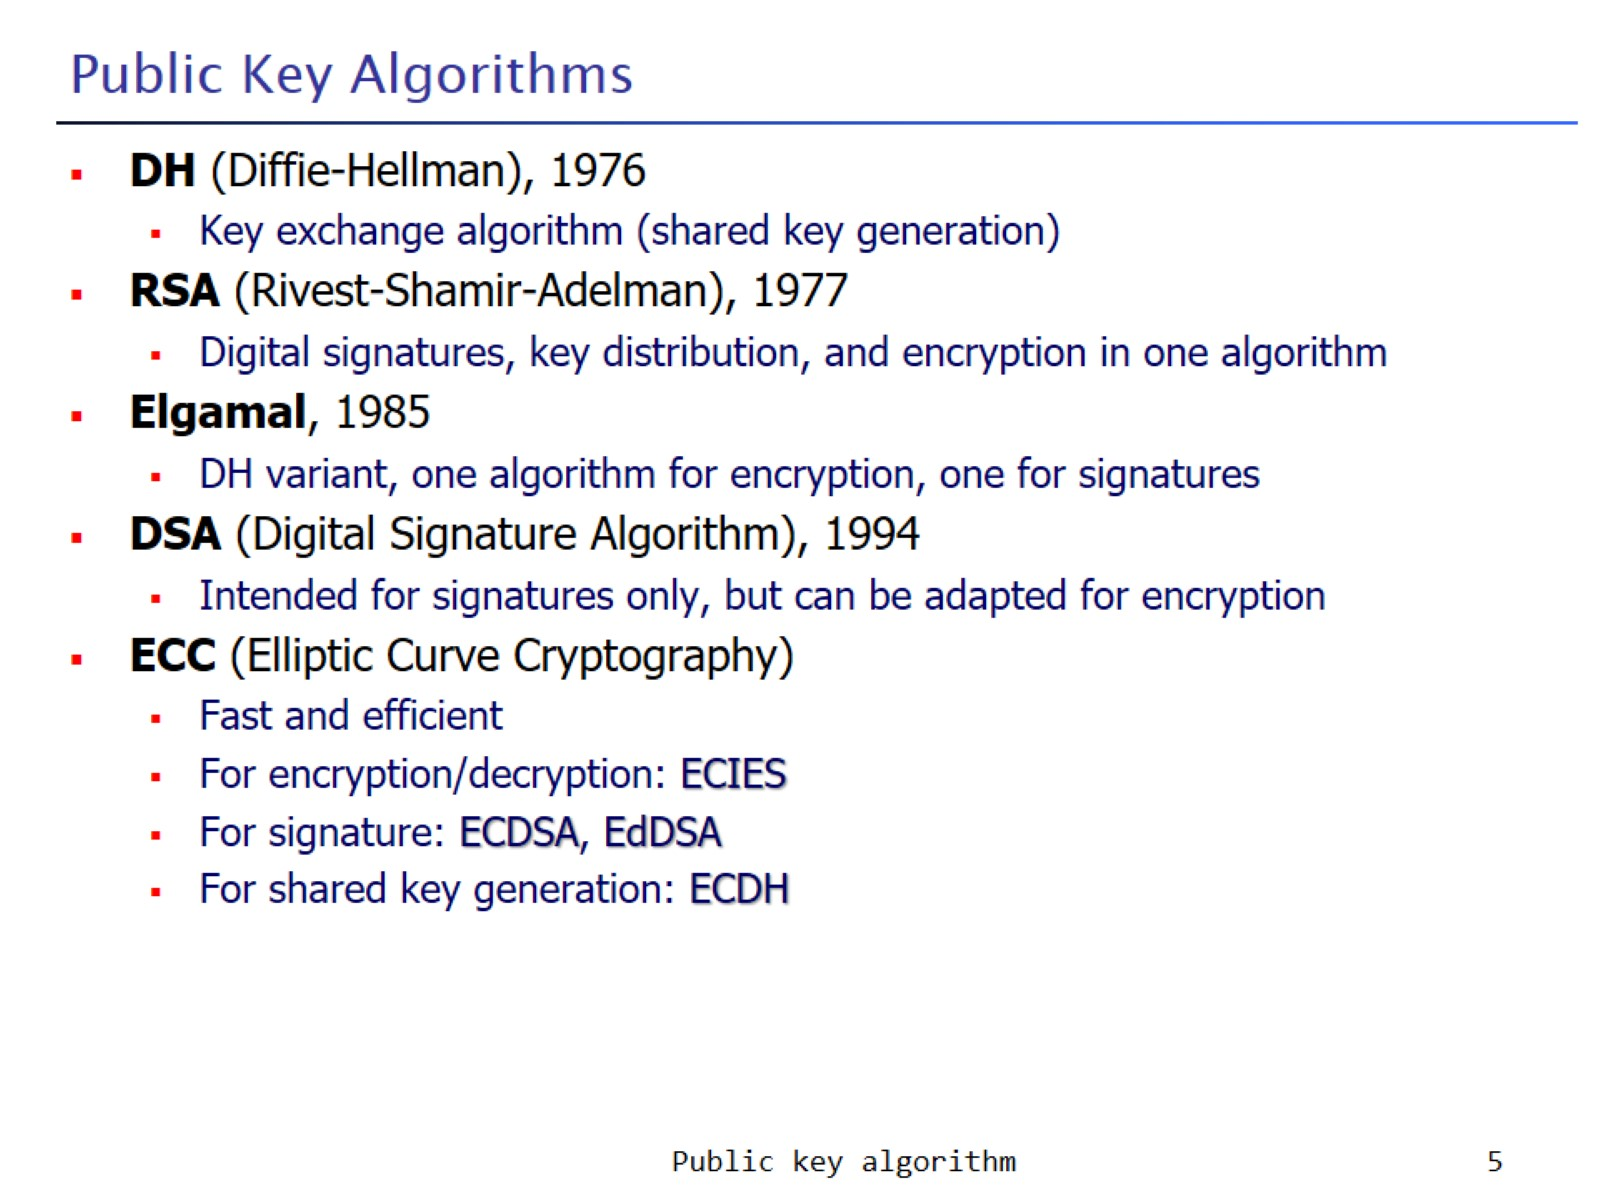 Public Key Algorithms
DH (Diffie-Hellman), 1976
Key exchange algorithm (shared key generation)
RSA (Rivest-Shamir-Adelman), 1977
Digital signatures, key distribution, and encryption in one algorithm
Elgamal, 1985
DH variant, one algorithm for encryption, one for signatures
DSA (Digital Signature Algorithm), 1994
Intended for signatures only, but can be adapted for encryption
ECC (Elliptic Curve Cryptography)
Fast and efficient
For encryption/decryption: ECIES
For signature: ECDSA, EdDSA
For shared key generation: ECDH
Public key algorithm 5